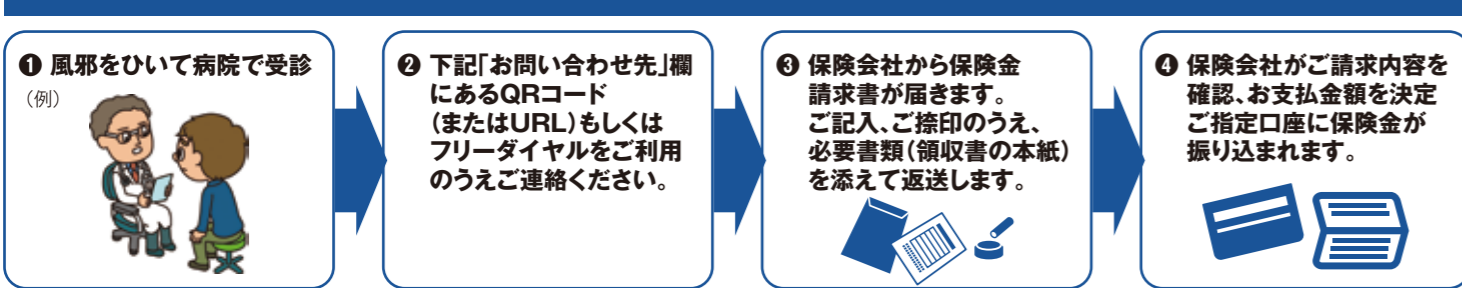 ❶ 風邪をひいて病院で受診
（例）
❷ 下記「お問い合わせ先」欄
にあるQRコード
（またはURL）もしくは
フリーダイヤルをご利用
のうえご連絡ください。
❸ 保険会社から保険金
請求書が届きます。
ご記入、ご捺印のうえ、
必要書類（領収書の本紙）
を添えて返送します。
❹ 保険会社がご請求内容を
確認、お支払金額を決定
ご指定口座に保険金が
振り込まれます。